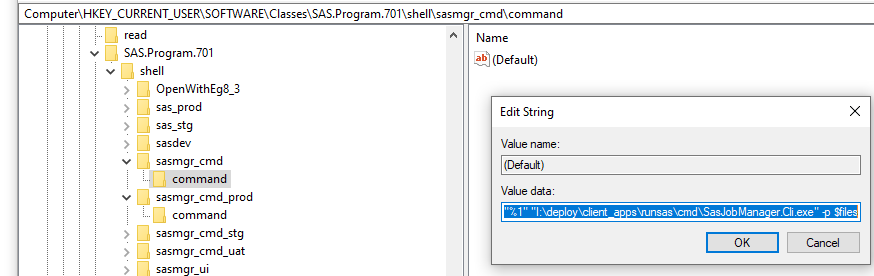 Computer\HKEY_CURRENT_USER\SOFTWARE\Classes\SAS.Program.701\shell\sasmgr_cmd\command
read
SAS.Program.701
shell
OpenWithEg8_3
sas_prod
sas_stg
sasdev
sasmgr_cmd
command
sasmgr_cmd_prod
command
sasmgr_cmd_stg
sasmgr_cmd_uat
sasmgr_ui
Name
ab (Default)
Edit String
Value name:
(Default)
Value data:
"%1" "I:\deploy\client_apps\runsas\cmd\SasJobManager.Cli.exe" -p $files
OK Cancel